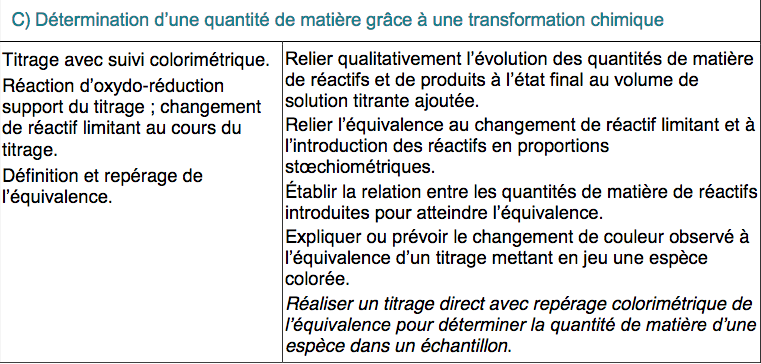 C) Détermination d’une quantité de matière grâce à une transformation chimique
Titrage avec suivi colorimétrique.
Réaction d’oxydo-réduction
support du titrage ; changement
de réactif limitant au cours du
titrage.
Définition et repérage de
l’équivalence.
Relier qualitativement l’évolution des quantités de matière
de réactifs et de produits à l’état final au volume de
solution titrante ajoutée.
Relier l’équivalence au changement de réactif limitant et à
l’introduction des réactifs en proportions
stœchiométriques.
Établir la relation entre les quantités de matière de réactifs
introduites pour atteindre l’équivalence.
Expliquer ou prévoir le changement de couleur observé à
l’équivalence d’un titrage mettant en jeu une espèce
colorée.
Réaliser un titrage direct avec repérage colorimétrique de
l’équivalence pour déterminer la quantité de matière d’une
espèce dans un échantillon.